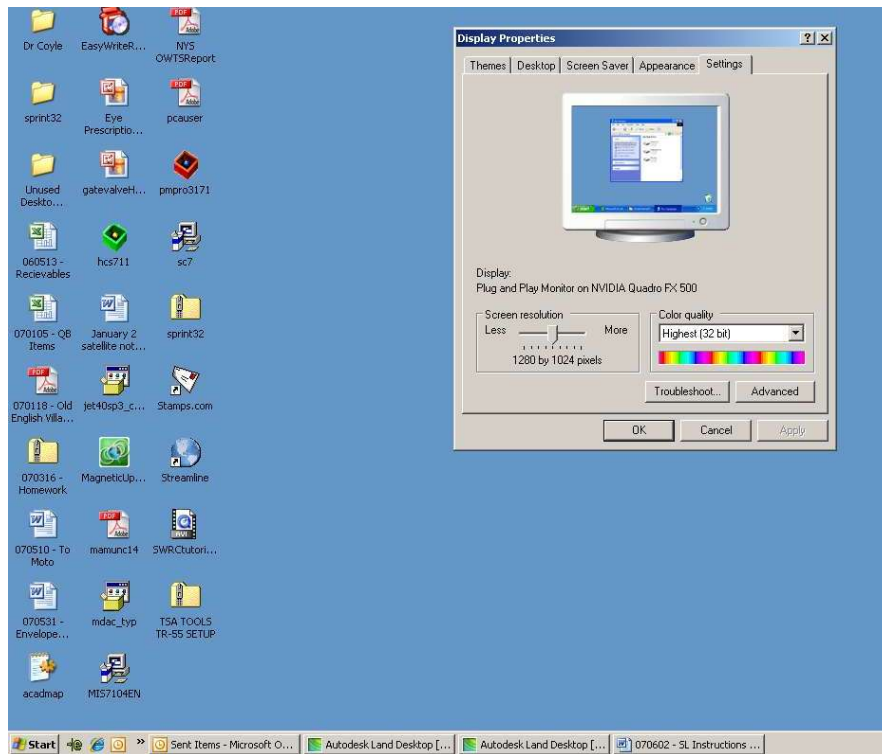 Dr Coyle
EasyWriteR...
NYS
OWTSReport
sprint32
Eye
Prescriptio...
pcauser
Unused
Deskto....
gatevalveH...
pmpro3171
060513 -
Recievables
hcs711
sc7
070105 - QB
Items
January 2
satellite not...
sprint32
070118 - Old
English Villa...
jet40sp3_c...
Stamps.com
070316 -
Homework
MagneticUp...
Streamline
070510 - To
Moto
mamunc14
SWRCtutori...
070531 -
Envelope...
mdac_typ
TSA TOOLS
TR-55 SETUP
acadmap
MIS7104EN
Display Properties
Themes Desktop Screen Saver Appearance Settings
Display:
Plug and Play Monitor on NVIDIA Quadro FX 500
Screen resolution
Less More
1280 by 1024 pixels
Color quality
Highest (32 bit)
Troubleshoot... Advanced
OK Cancel Apply
Start » Sent Items - Microsoft O... Autodesk Land Desktop [... Autodesk Land Desktop [... 070602 - SL Instructions ...